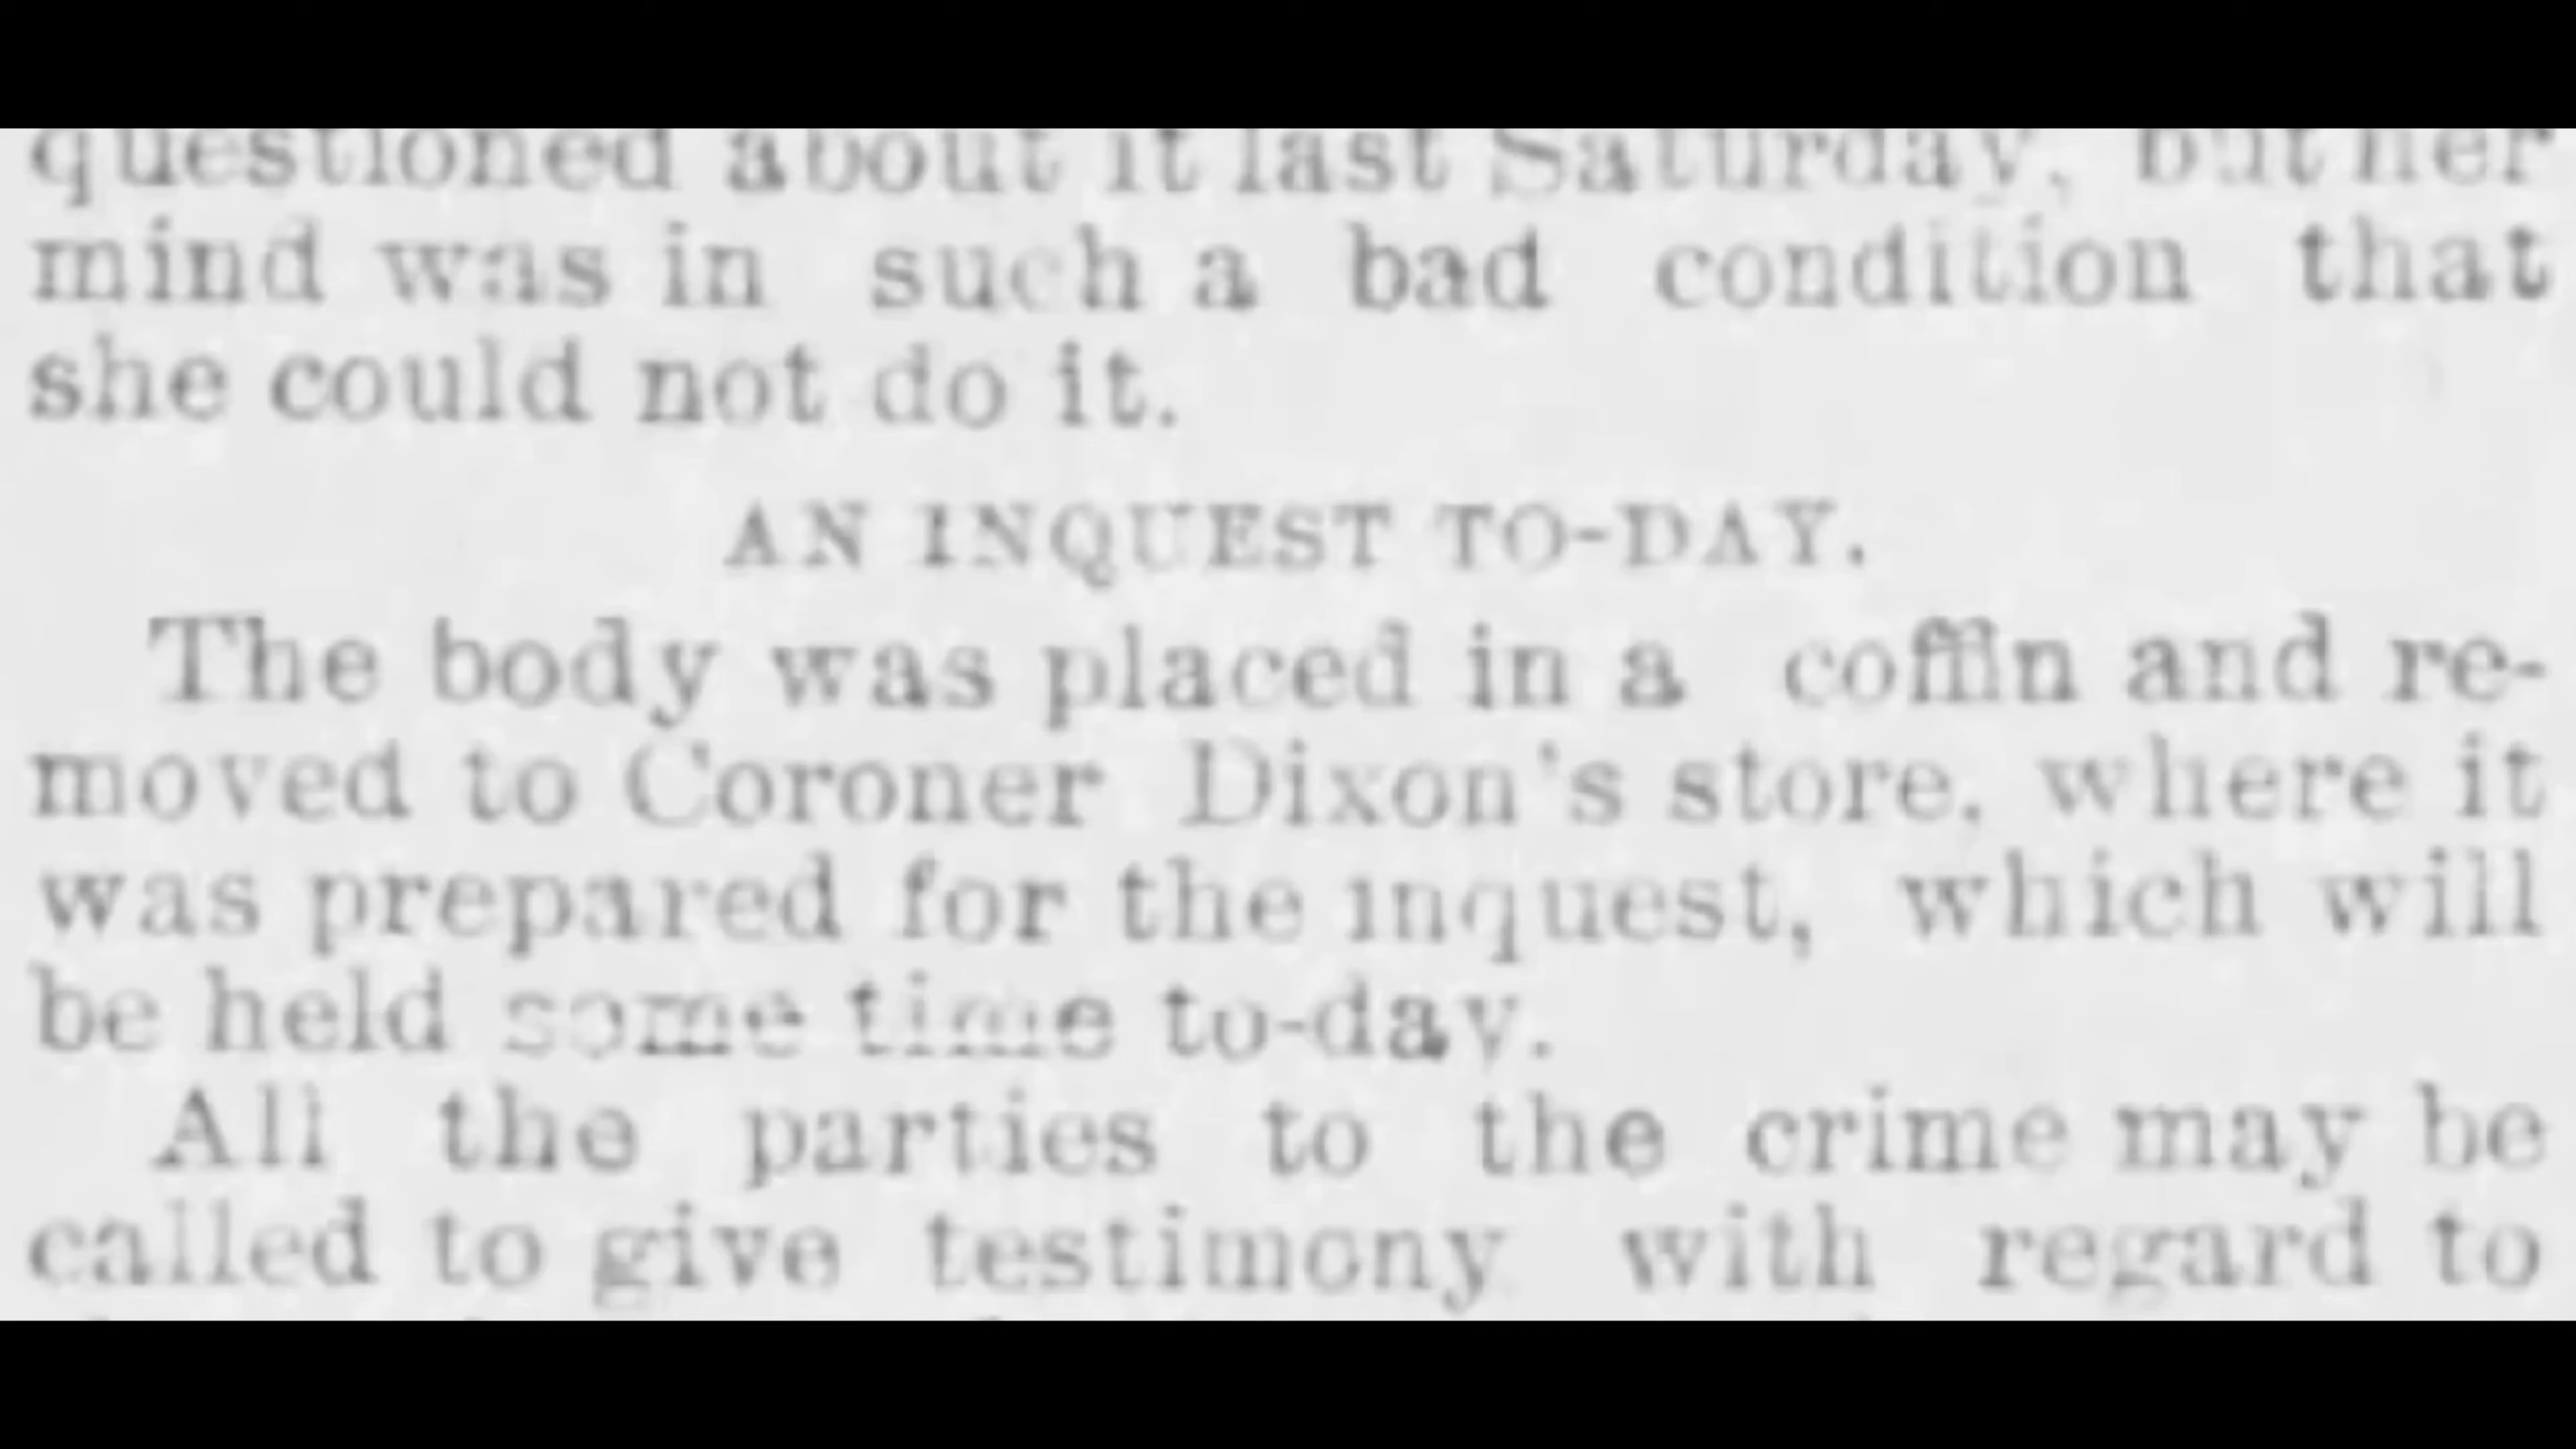 questioned about it last Saturday, but her
mind was in such a bad condition that
she could not do it.
AN INQUEST TO-DAY.
The body was placed in a coffin and re-
moved to Coroner Dixon's store, where it
was prepared for the inquest, which will
be held some time to-day.
All the parties to the crime may be
called to give testimony with regard to